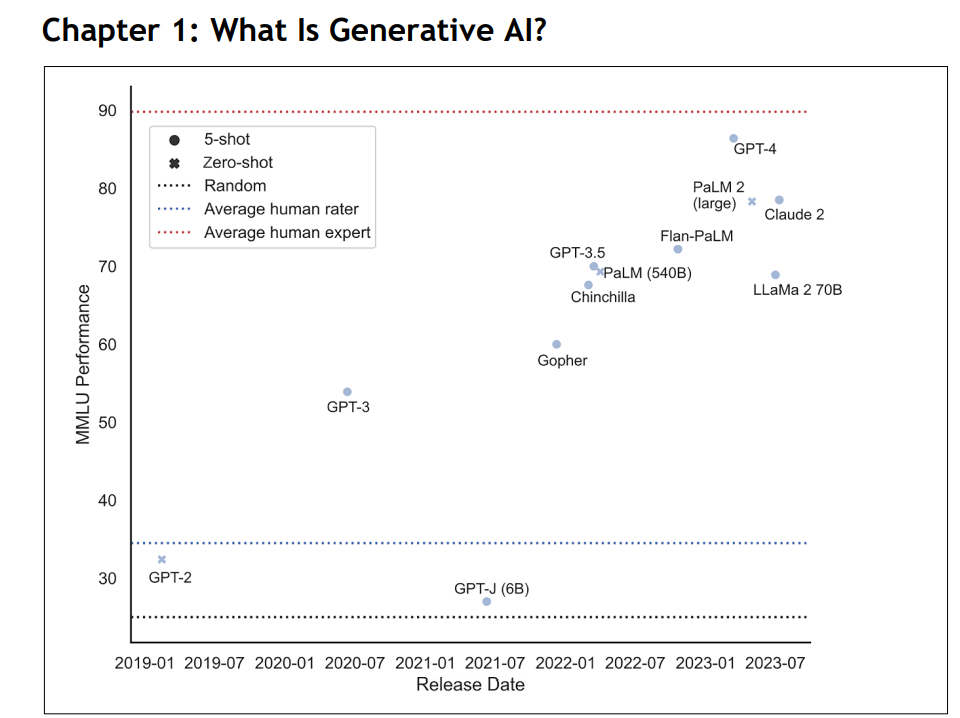 Chapter 1: What Is Generative AI?
90
80
70
60
50
40
30
MMLU Performance
5-shot
Zero-shot
Random
Average human rater
Average human expert
GPT-4
PaLM 2
(large)
Claude 2
Flan-PaLM
GPT-3.5
PaLM (540B)
LLaMa 2 70B
Chinchilla
Gopher
GPT-3
GPT-2
GPT-J (6B)
2019-01 2019-07 2020-01 2020-07 2021-01 2021-07 2022-01 2022-07 2023-01 2023-07
Release Date